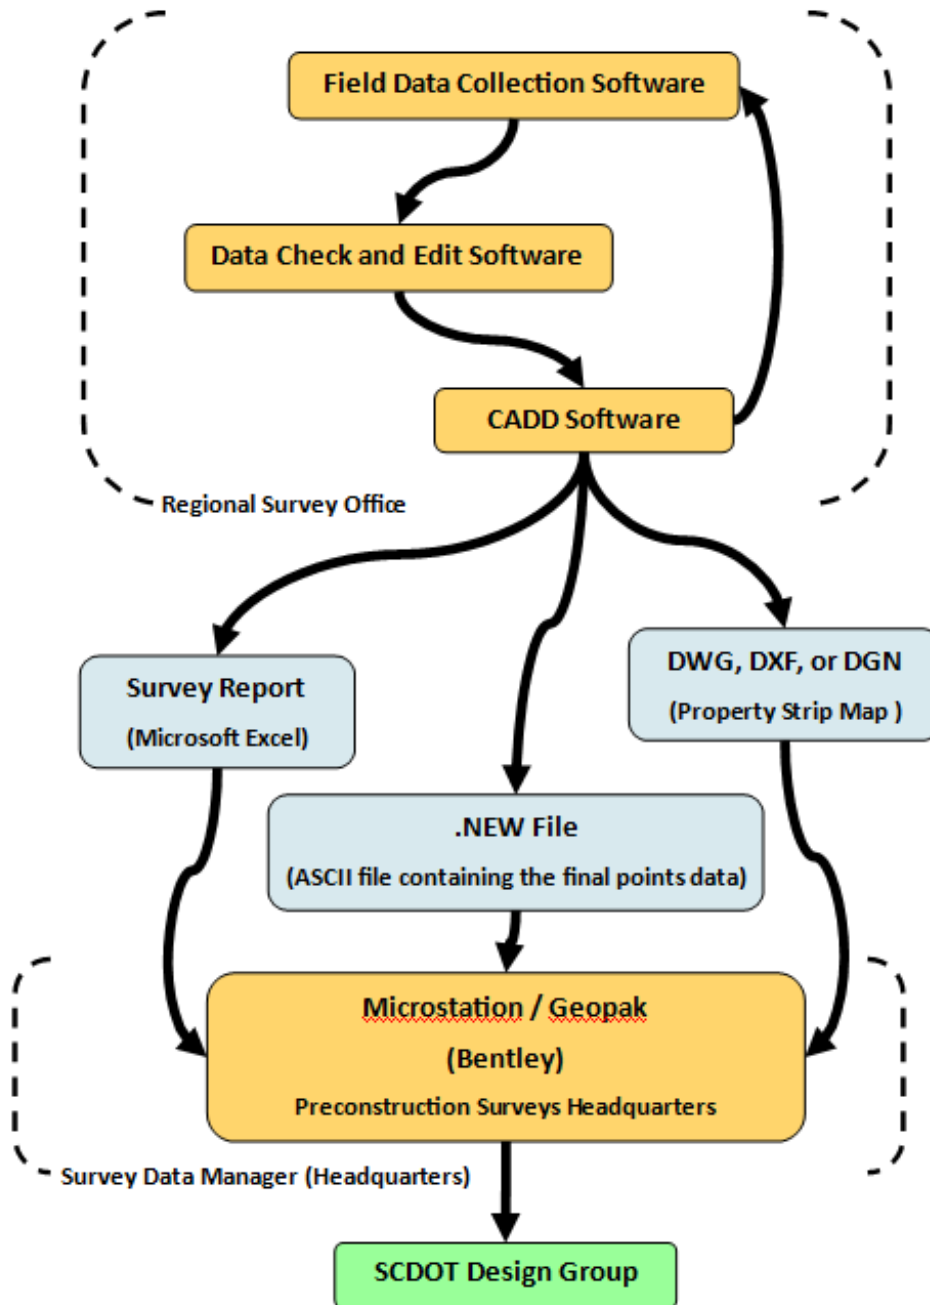 Field Data Collection Software
Data Check and Edit Software
CADD Software
Regional Survey Office
DWG, DXF, or DGN
(Property Strip Map )
Survey Report
(Microsoft Excel)
.NEW File
(ASCII file containing the final points data)
Microstation / Geopak
(Bentley)
Preconstruction Surveys Headquarters
Survey Data Manager (Headquarters)
SCDOT Design Group